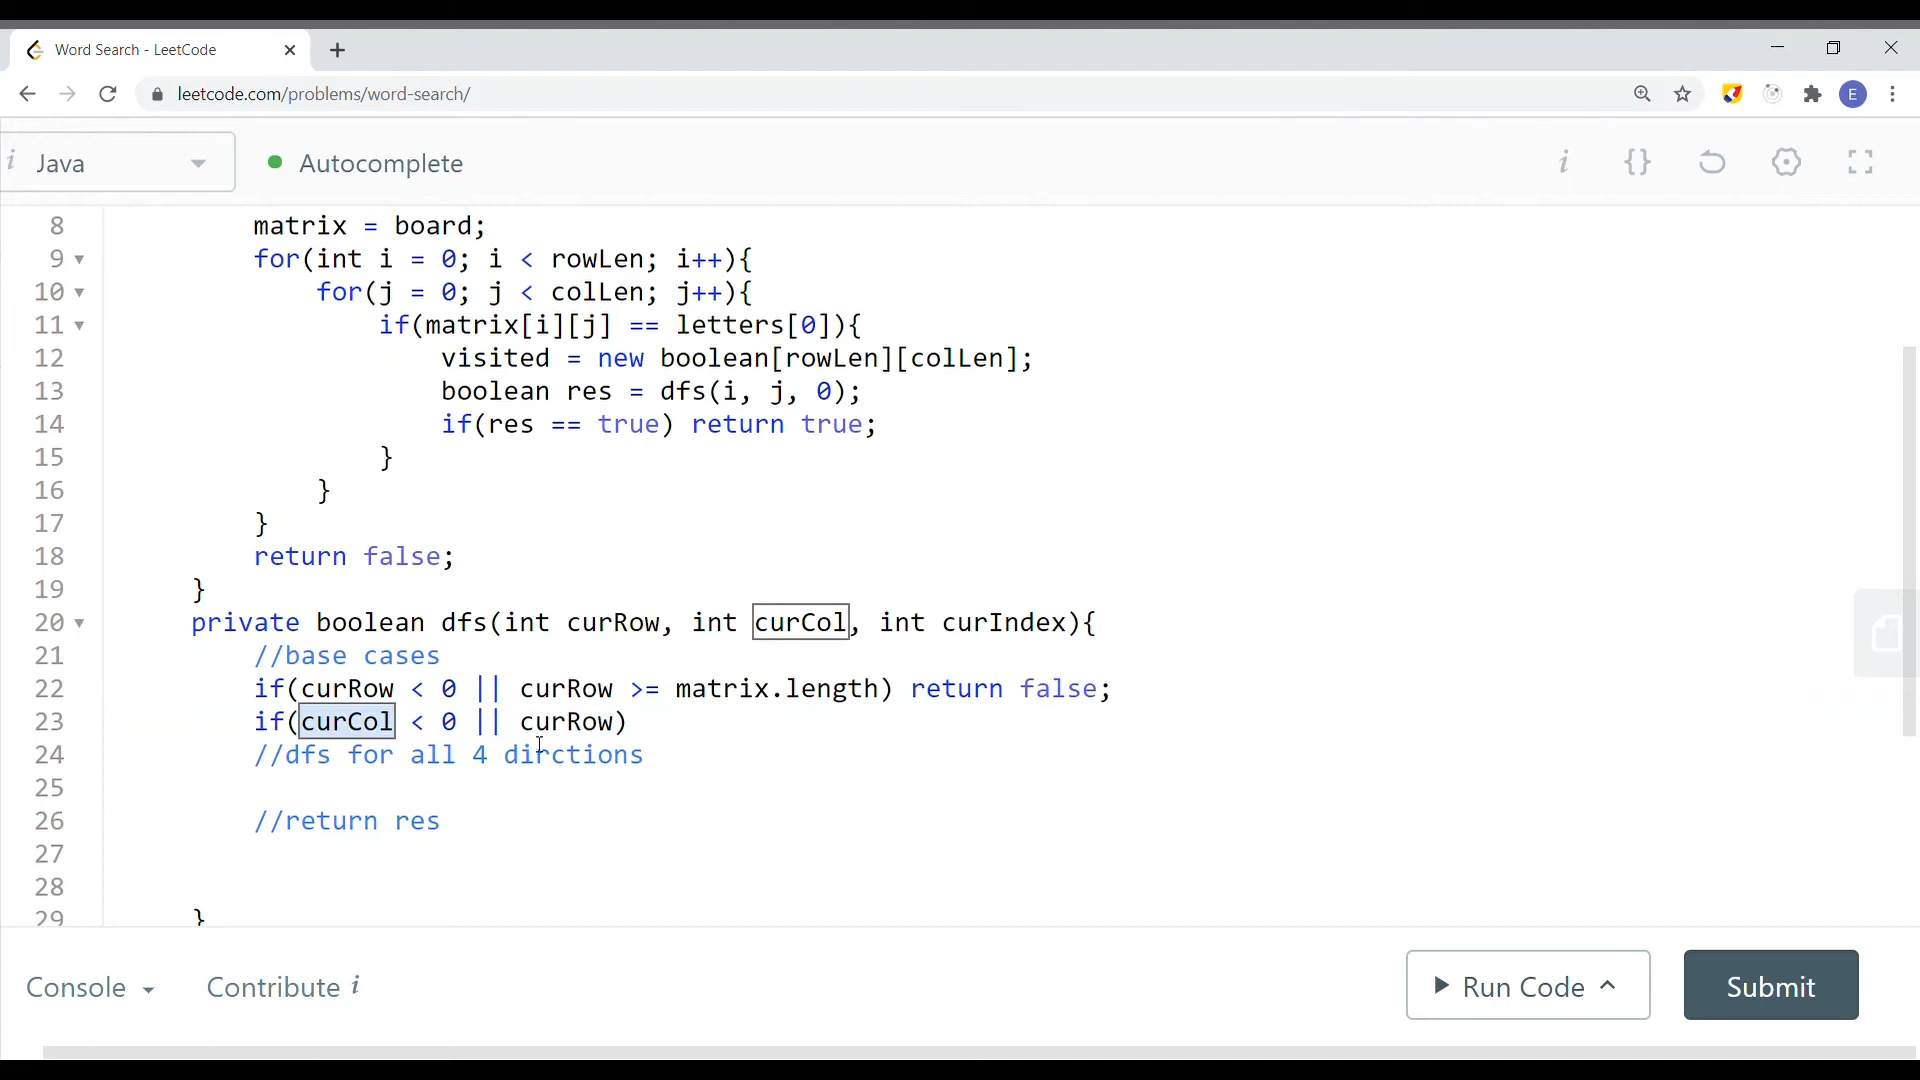 Word Search - LeetCode
leetcode.com/problems/word-search/
E
i Java
Autocomplete
i {}
8 matrix = board;
9 for(int i = 0; i < rowLen; i++){
10 for(j = 0; j < colLen; j++){
11 if(matrix[i][j] == letters[0]){
12 visited = new boolean[rowLen][colLen];
13 boolean res = dfs(i, j, 0);
14 if(res == true) return true;
15 }
16 }
17 }
18 return false;
19 }
20 private boolean dfs(int curRow, int curCol, int curIndex){
21 //base cases
22 if(curRow < 0 || curRow >= matrix.length) return false;
23 if(curCol < 0 || curRow)
24 //dfs for all 4 dirctions
25
26 //return res
27
28
29 }
Console Contribute i Run Code Submit